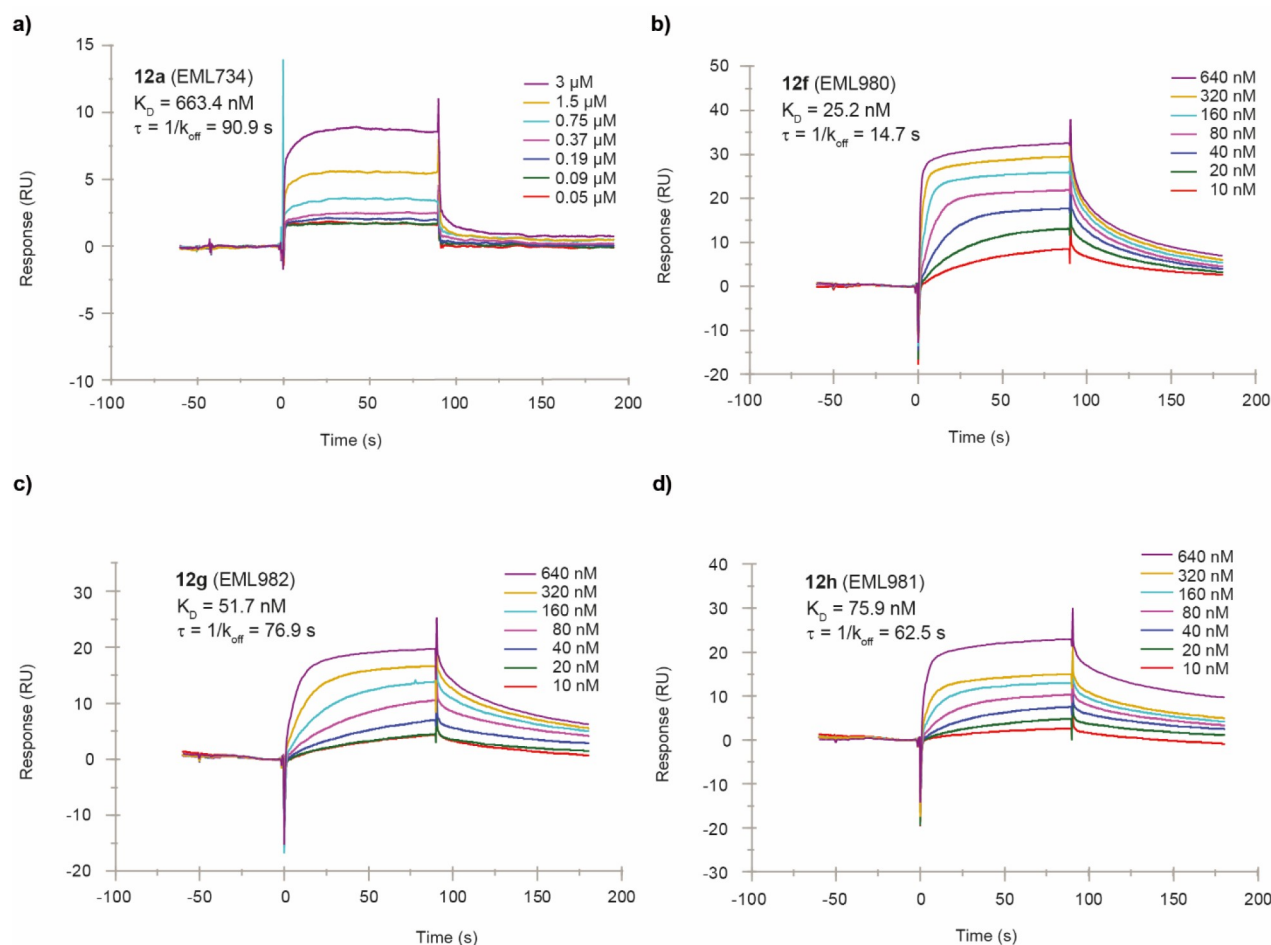 a)
12a (EML734)
K_D = 663.4 nM
τ = 1/k_off = 90.9 s
3 µM
1.5 µM
0.75 µM
0.37 µM
0.19 µM
0.09 µM
0.05 µM
15
10
5
0
-5
-10
Response (RU)
-100 -50 0 50 100 150 200
Time (s)
b)
12f (EML980)
K_D = 25.2 nM
τ = 1/k_off = 14.7 s
640 nM
320 nM
160 nM
80 nM
40 nM
20 nM
10 nM
50
40
30
20
10
0
-10
-20
Response (RU)
-100 -50 0 50 100 150 200
Time (s)
c)
12g (EML982)
K_D = 51.7 nM
τ = 1/k_off = 76.9 s
640 nM
320 nM
160 nM
80 nM
40 nM
20 nM
10 nM
30
20
10
0
-10
-20
Response (RU)
-100 -50 0 50 100 150 200
Time (s)
d)
12h (EML981)
K_D = 75.9 nM
τ = 1/k_off = 62.5 s
640 nM
320 nM
160 nM
80 nM
40 nM
20 nM
10 nM
40
30
20
10
0
-10
-20
-30
Response (RU)
-100 -50 0 50 100 150 200
Time (s)